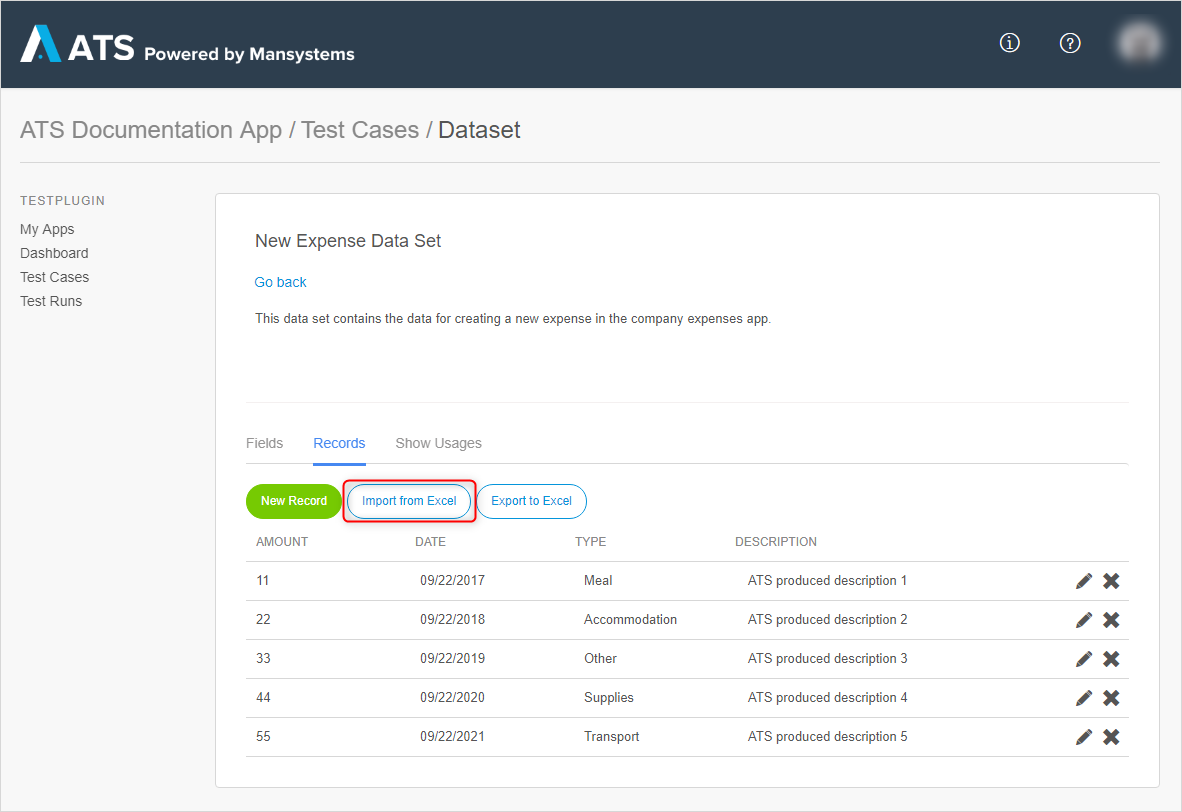 ATS Powered by Mansystems
ATS Documentation App / Test Cases / Dataset
TESTPLUGIN
My Apps
Dashboard
Test Cases
Test Runs
New Expense Data Set
Go back
This data set contains the data for creating a new expense in the company expenses app.
Fields Records Show Usages
New Record Import from Excel Export to Excel
AMOUNT DATE TYPE DESCRIPTION
11 09/22/2017 Meal ATS produced description 1
22 09/22/2018 Accommodation ATS produced description 2
33 09/22/2019 Other ATS produced description 3
44 09/22/2020 Supplies ATS produced description 4
55 09/22/2021 Transport ATS produced description 5